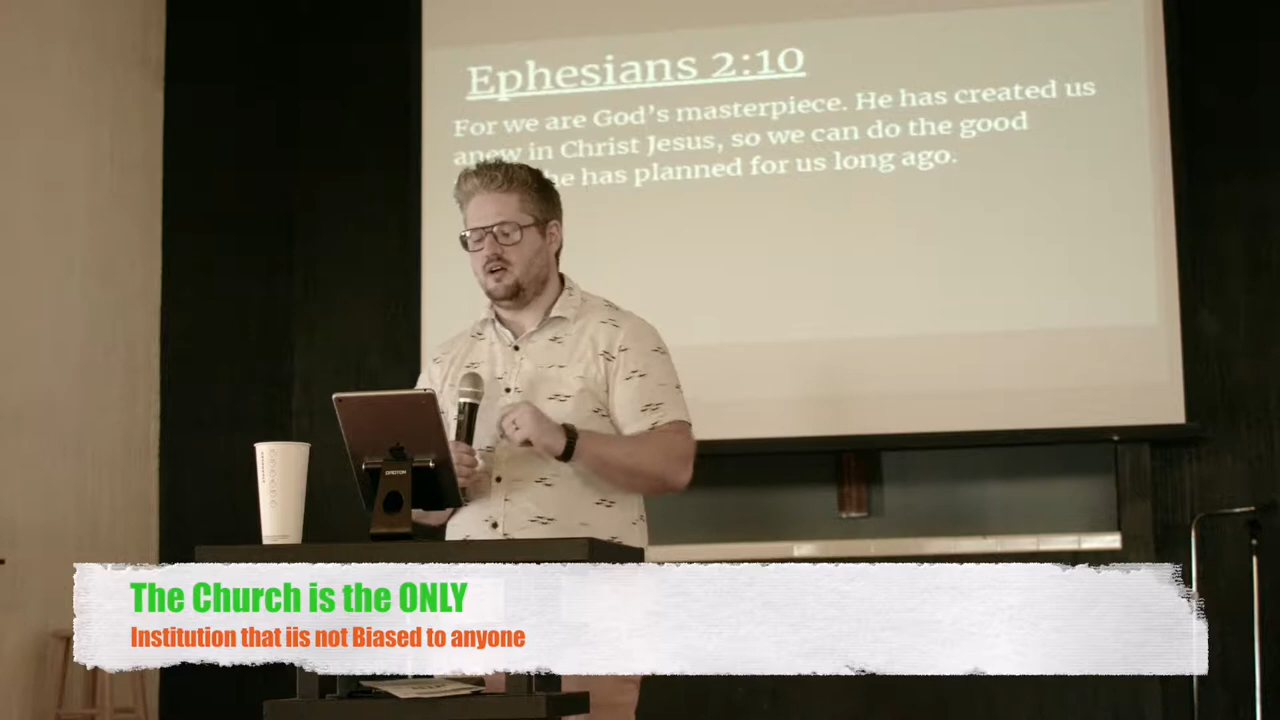 Ephesians 2:10
For we are God's masterpiece. He has created us
anew in Christ Jesus, so we can do the good
he has planned for us long ago.
OMOTON
The Church is the ONLY
Institution that iis not Biased to anyone